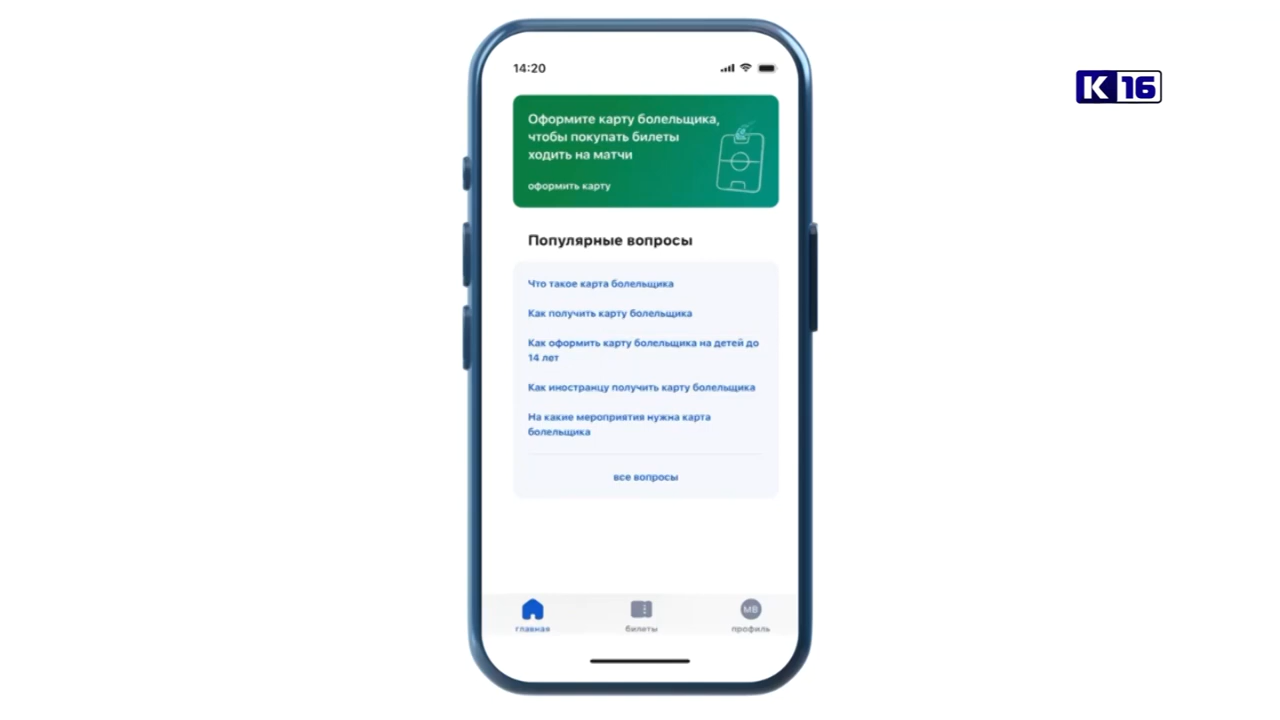 14:20
K 16
Оформите карту болельщика,
чтобы покупать билеты
ходить на матчи
оформить карту
Популярные вопросы
Что такое карта болельщика
Как получить карту болельщика
Как оформить карту болельщика на детей до
14 лет
Как иностранцу получить карту болельщика
На какие мероприятия нужна карта
болельщика
все вопросы
главная
билеты
МВ
профиль